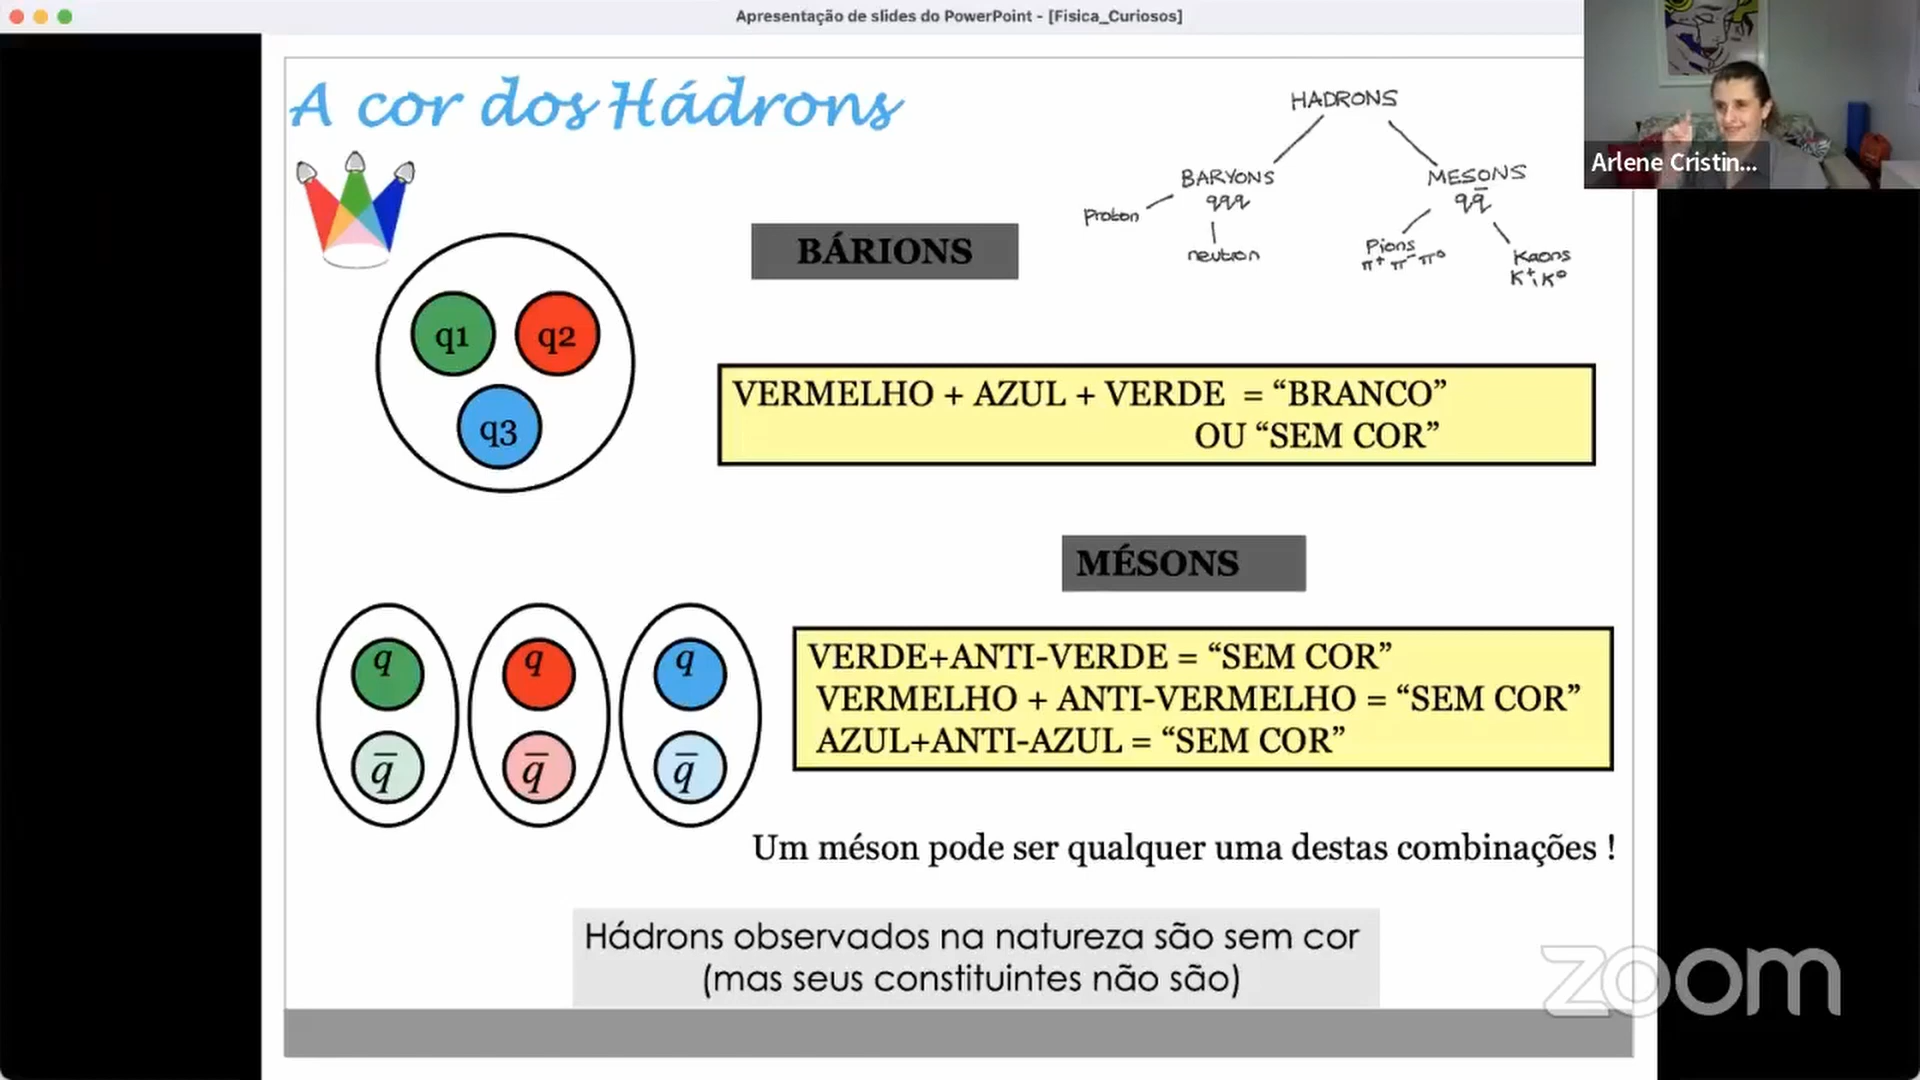 Apresentação de slides do PowerPoint - [Fisica_Curiosos]
A cor dos Hádrons
HADRONS
BARYONS
qqq
proton
neutron
MESONS
qq̅
Pions
π⁺ π⁻ π⁰
Kaons
K⁺, K⁰
Arlene Cristin...
BÁRIONS
q1
q2
q3
VERMELHO + AZUL + VERDE = “BRANCO”
OU “SEM COR”
MÉSONS
q
q
q
q̅
q̅
q̅
VERDE+ANTI-VERDE = “SEM COR”
VERMELHO + ANTI-VERMELHO = “SEM COR”
AZUL+ANTI-AZUL = “SEM COR”
Um méson pode ser qualquer uma destas combinações !
Hádrons observados na natureza são sem cor
(mas seus constituintes não são)
zoom